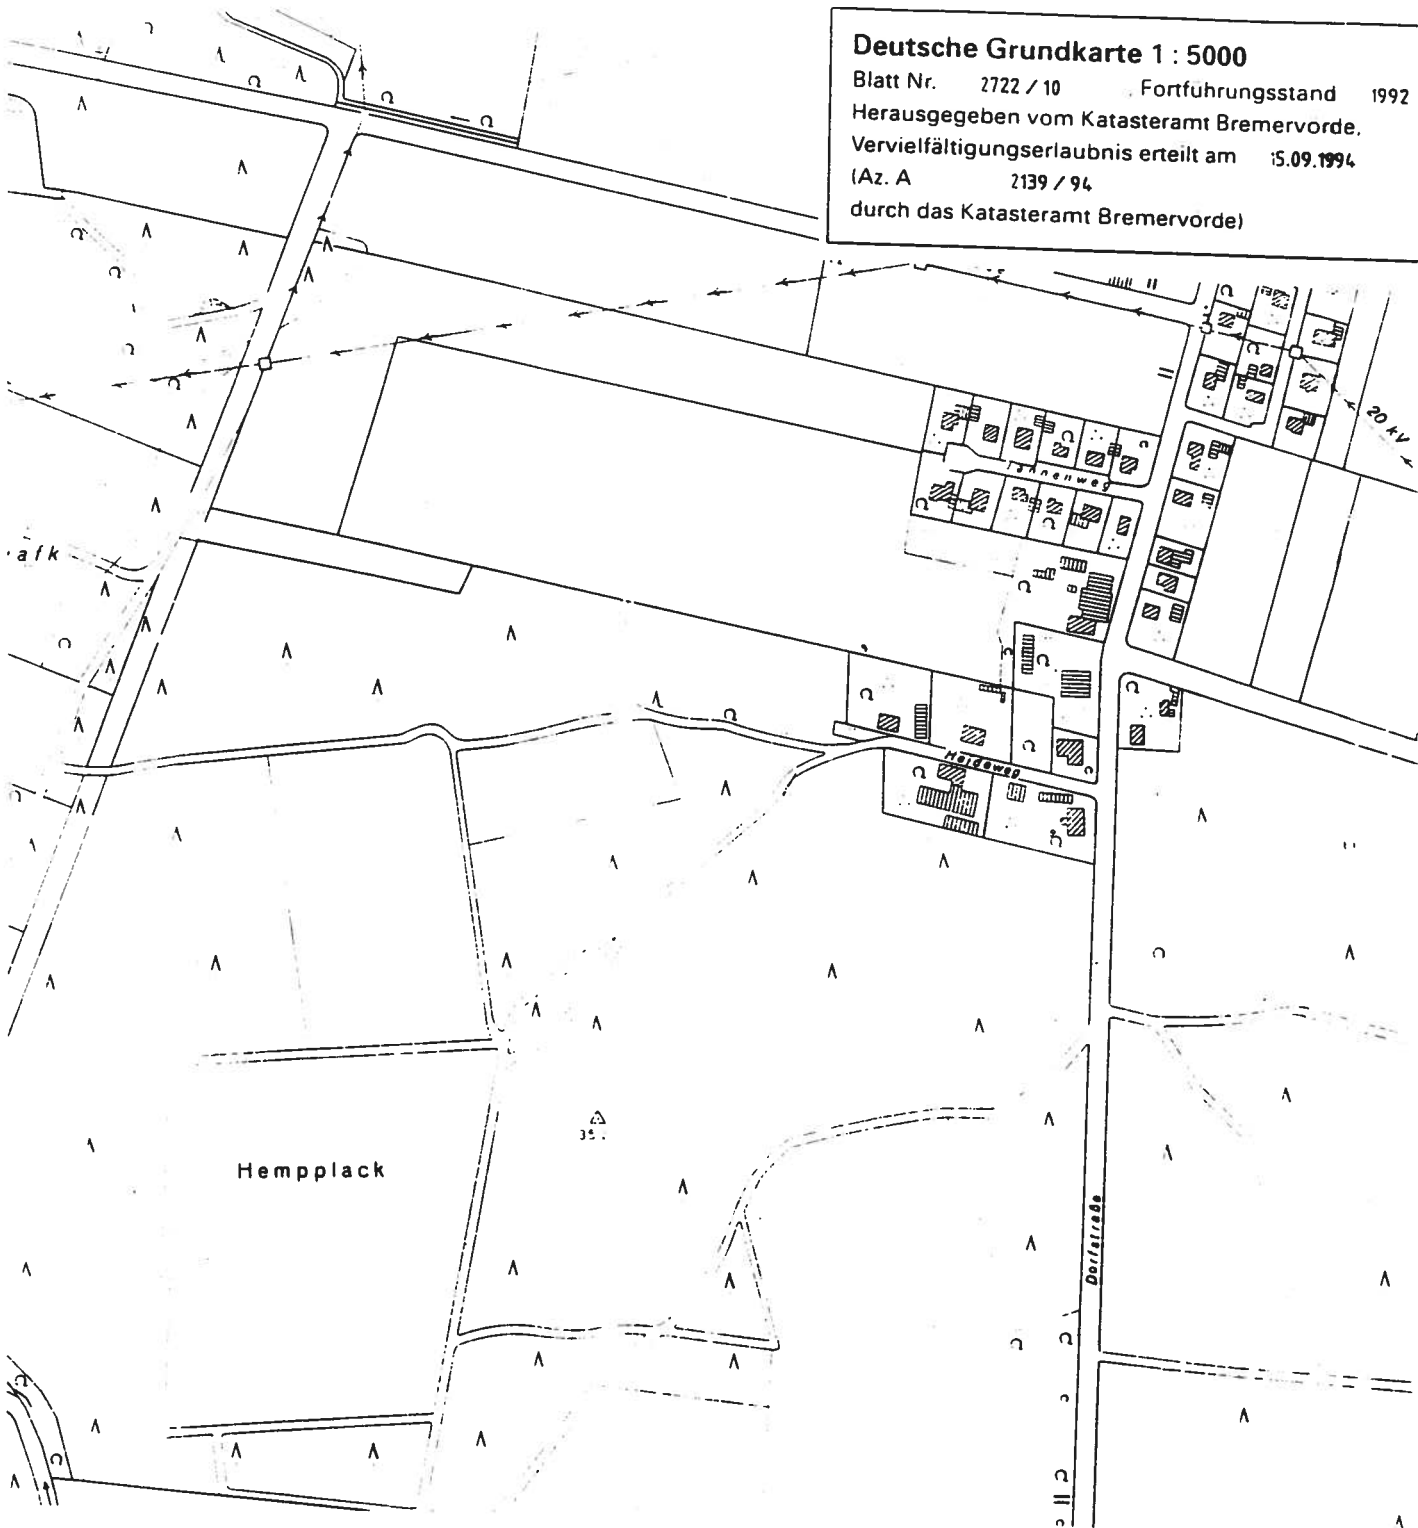 Deutsche Grundkarte 1 : 5000
Blatt Nr. 2722 / 10 Fortführungsstand 1992
Herausgegeben vom Katasteramt Bremervorde,
Vervielfältigungserlaubnis erteilt am 15.09.1994
(Az. A 2139 / 94
durch das Katasteramt Bremervorde)
20 kV
Tannenweg
afk
Heideweg
Hempplack
Dorfstraße